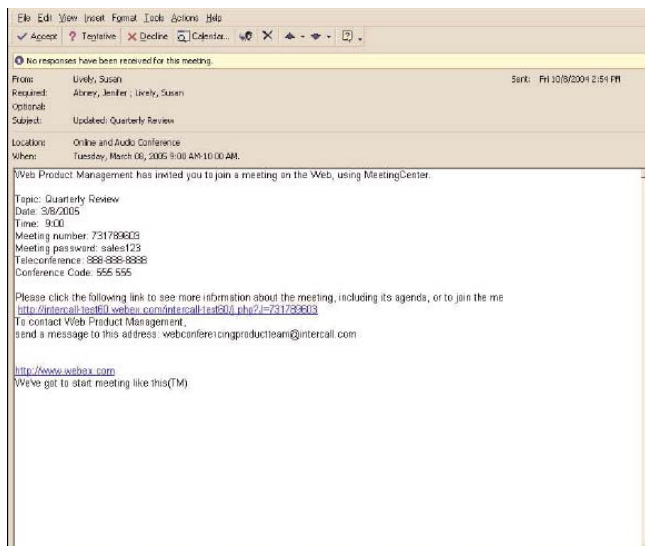 File Edit View Insert Format Tools Actions Help
Accept ? Tentative Decline Calendar...
No responses have been received for this meeting.
From: Lively, Susan Sent: Fri 10/8/2004 2:54 PM
Required: Abney, Jenifer ; Lively, Susan
Optional:
Subject: Updated: Quarterly Review
Location: Online and Audio Conference
When: Tuesday, March 08, 2005 9:00 AM-10:00 AM.
Web Product Management has invited you to join a meeting on the Web, using MeetingCenter.
Topic: Quarterly Review
Date: 3/8/2005
Time: 9:00
Meeting number: 731789603
Meeting password: sales123
Teleconference: 888-888-8888
Conference Code: 555 555
Please click the following link to see more information about the meeting, including its agenda, or to join the me
http://intercall-test60.webex.com/intercall-test60/j.php?J=731789603
To contact Web Product Management,
send a message to this address: webconferencingproductteam@intercall.com
http://www.webex.com
We've got to start meeting like this(TM)